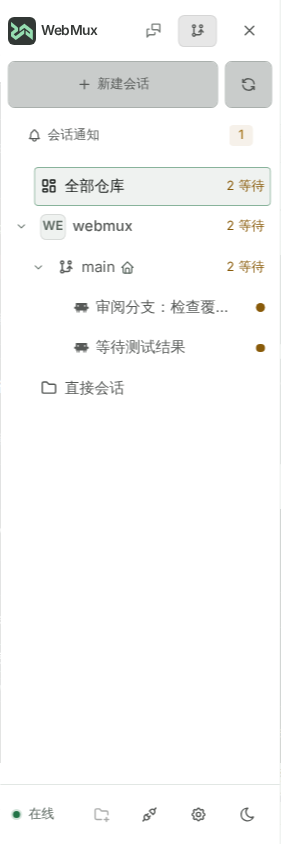 WebMux
新建会话
会话通知 1
全部仓库 2 等待
WE webmux 2 等待
main 2 等待
审阅分支：检查覆...
等待测试结果
直接会话
在线